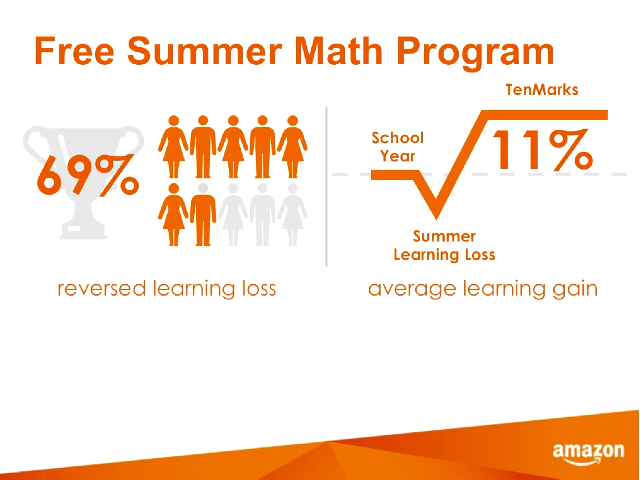 Free Summer Math Program
69%
reversed learning loss
TenMarks
School
Year
11%
Summer
Learning Loss
average learning gain
amazon